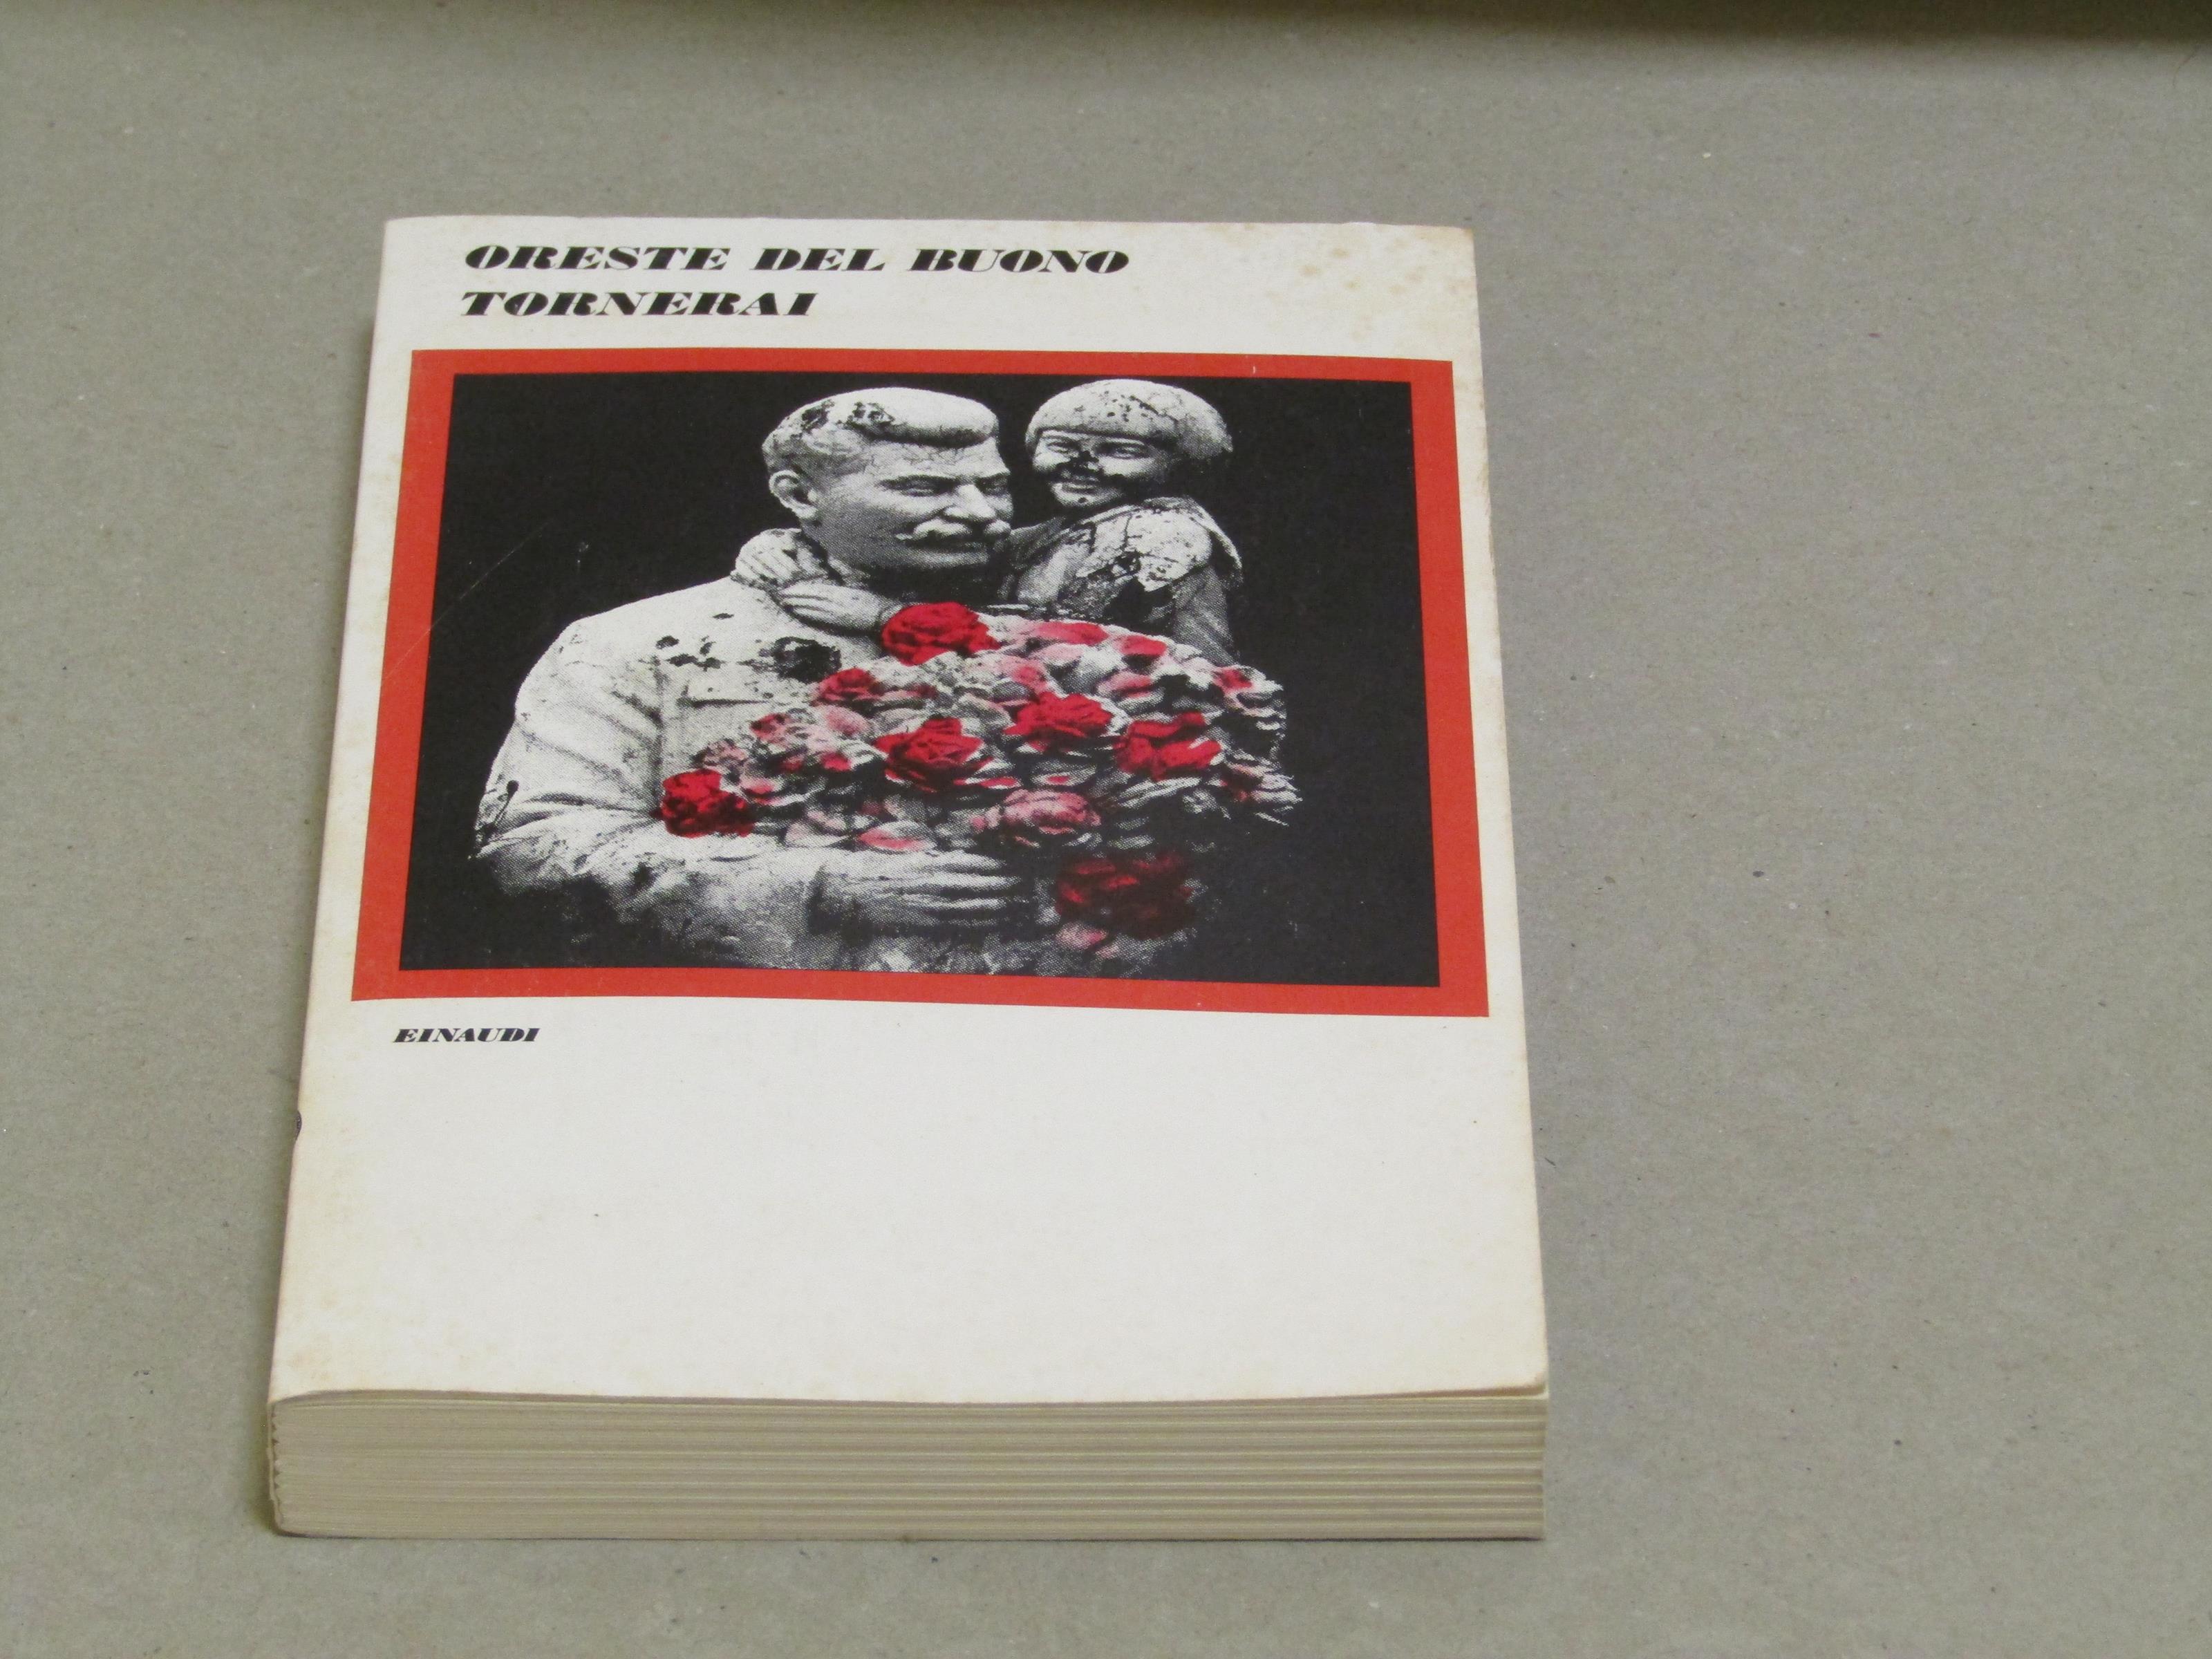 ORESTE DEL BUONO
TORNERAI
EINAUDI